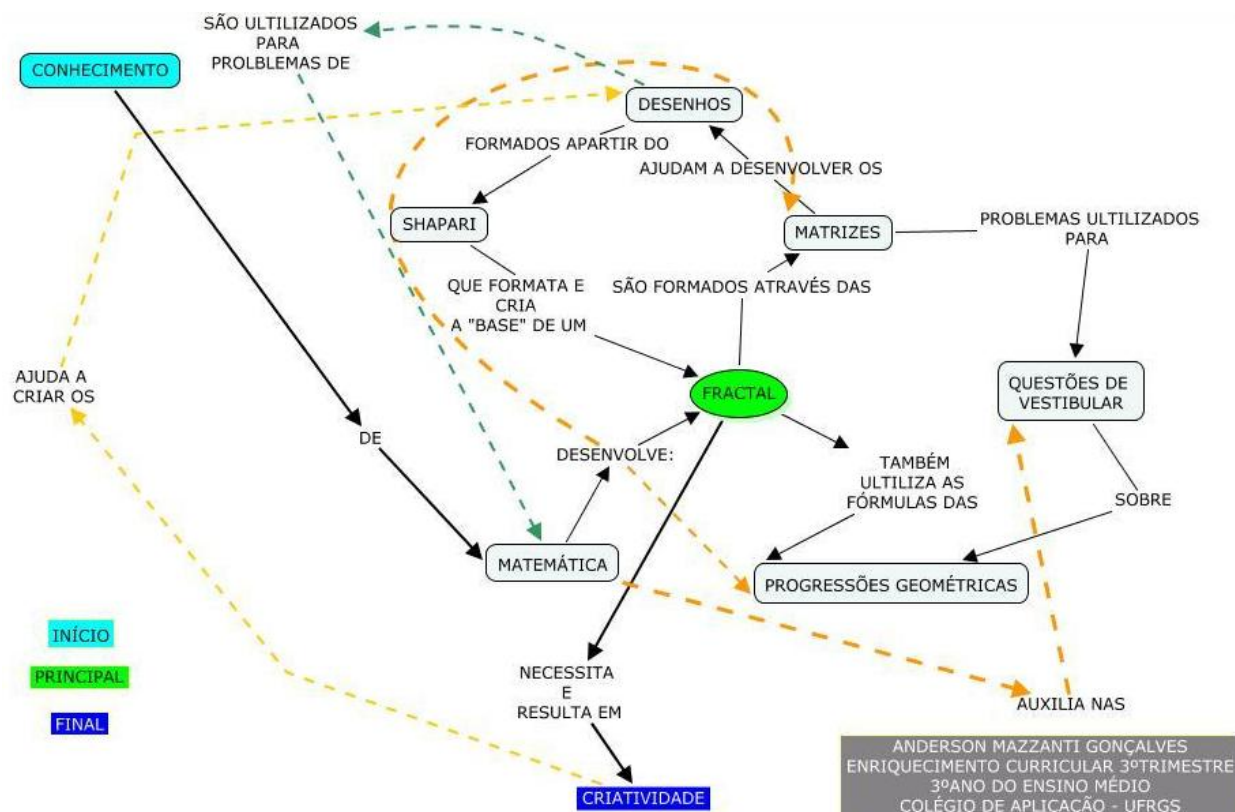 SÃO ULTILIZADOS
PARA
PROLBLEMAS DE
CONHECIMENTO
DESENHOS
FORMADOS APARTIR DO
AJUDAM A DESENVOLVER OS
SHAPARI
MATRIZES
PROBLEMAS ULTILIZADOS
PARA
QUE FORMATA E
CRIA
A "BASE" DE UM
SÃO FORMADOS ATRAVÉS DAS
AJUDA A
CRIAR OS
FRACTAL
QUESTÕES DE
VESTIBULAR
DE
DESENVOLVE:
TAMBÉM
ULTILIZA AS
FÓRMULAS DAS
SOBRE
MATEMÁTICA
PROGRESSÕES GEOMÉTRICAS
INÍCIO
PRINCIPAL
FINAL
NECESSITA
E
RESULTA EM
AUXILIA NAS
CRIATIVIDADE
ANDERSON MAZZANTI GONÇALVES
ENRIQUECIMENTO CURRICULAR 3ºTRIMESTRE
3ºANO DO ENSINO MÉDIO
COLÉGIO DE APLICAÇÃO - UFRGS